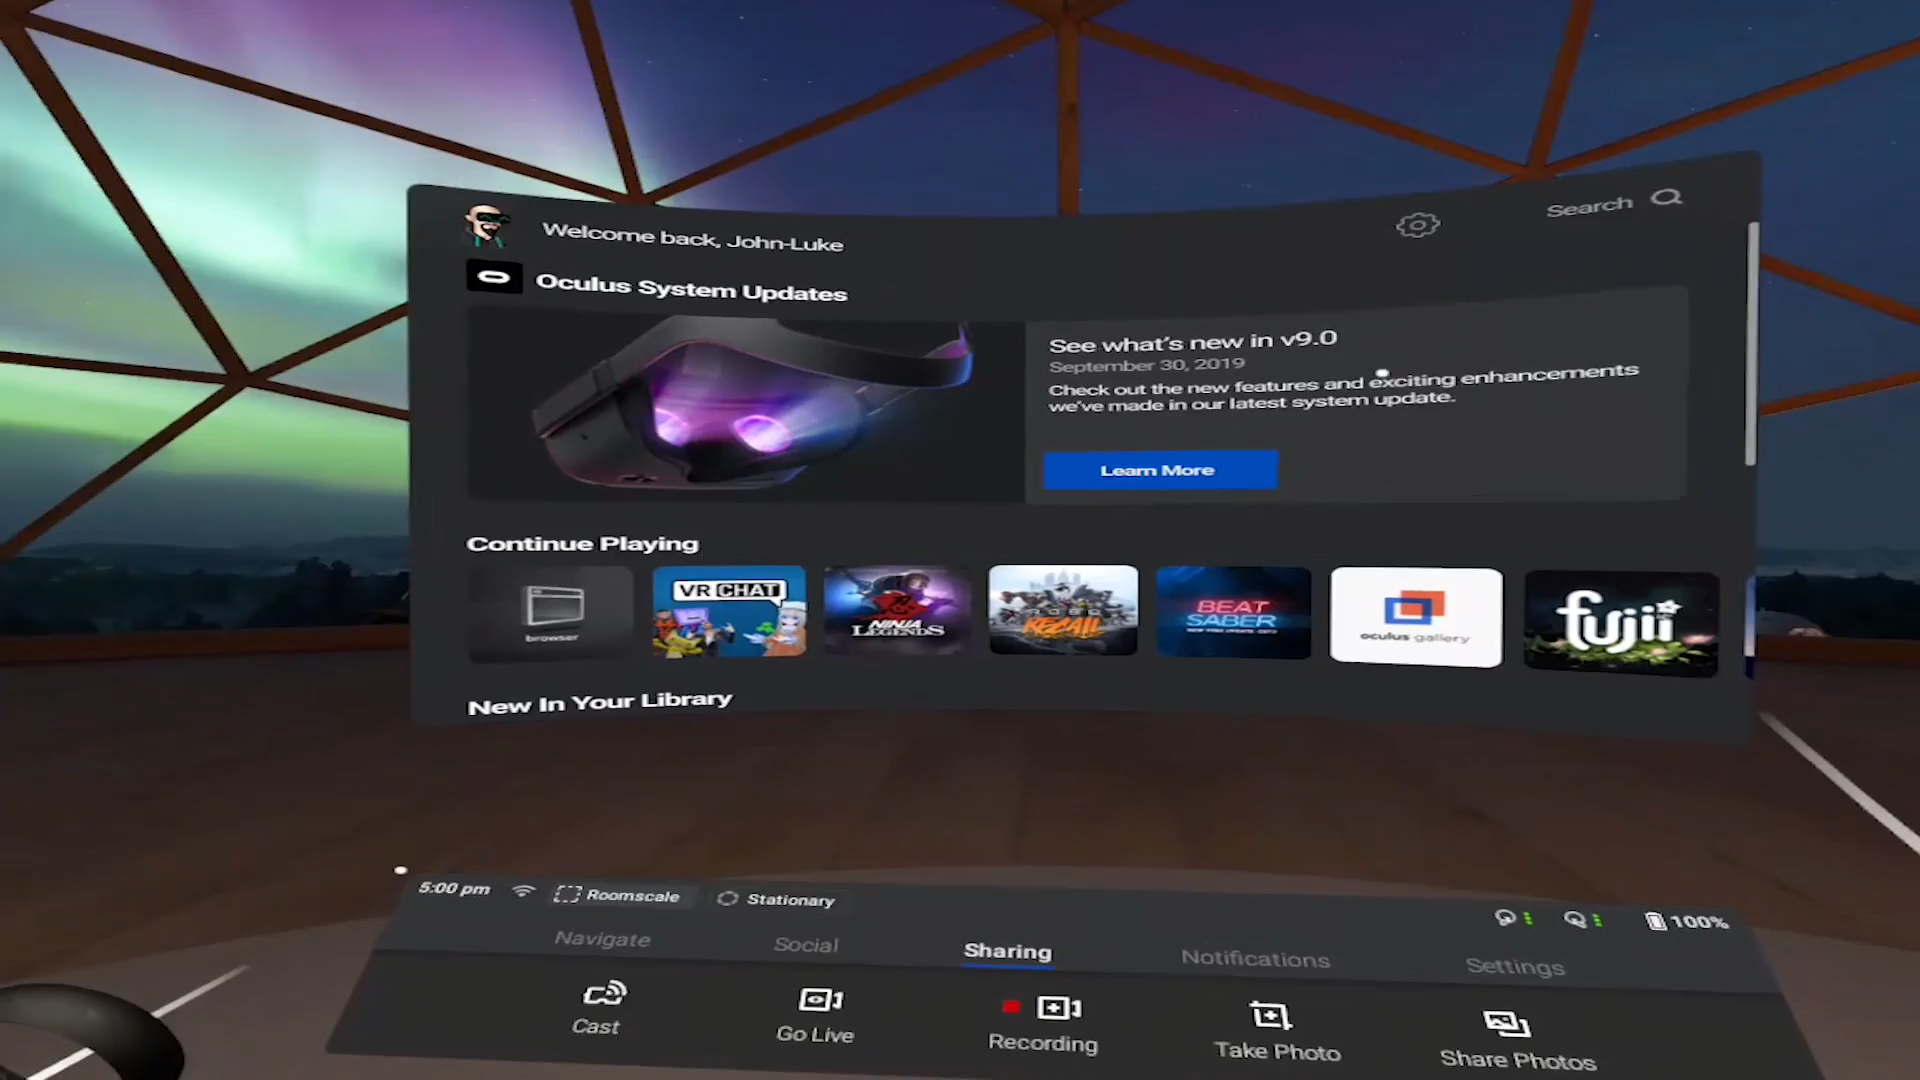 Welcome back, John-Luke
Search
Oculus System Updates
See what's new in v9.0
September 30, 2019
Check out the new features and exciting enhancements
we've made in our latest system update.
Learn More
Continue Playing
browser
VR CHAT
NINJA
LEGENDS
ROBO
RECALL
BEAT
SABER
oculus gallery
fujii
New In Your Library
5:00 pm
Roomscale
Stationary
100%
Navigate
Social
Sharing
Notifications
Settings
Cast
Go Live
Recording
Take Photo
Share Photos